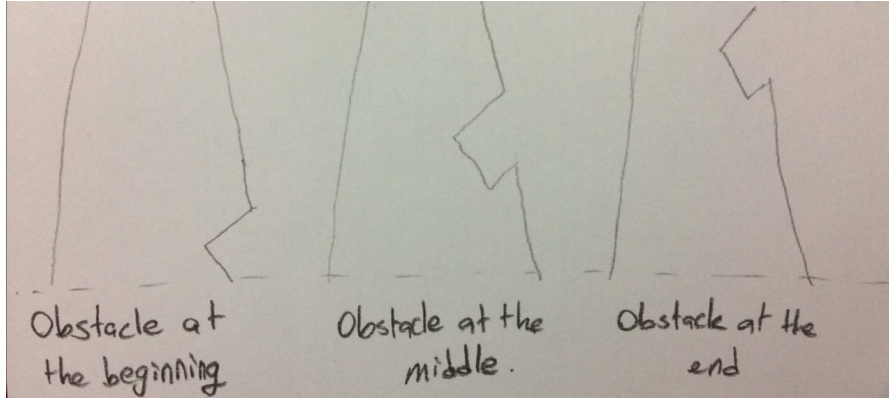 Obstacle at
the beginning
Obstacle at the
middle.
Obstacle at the
end